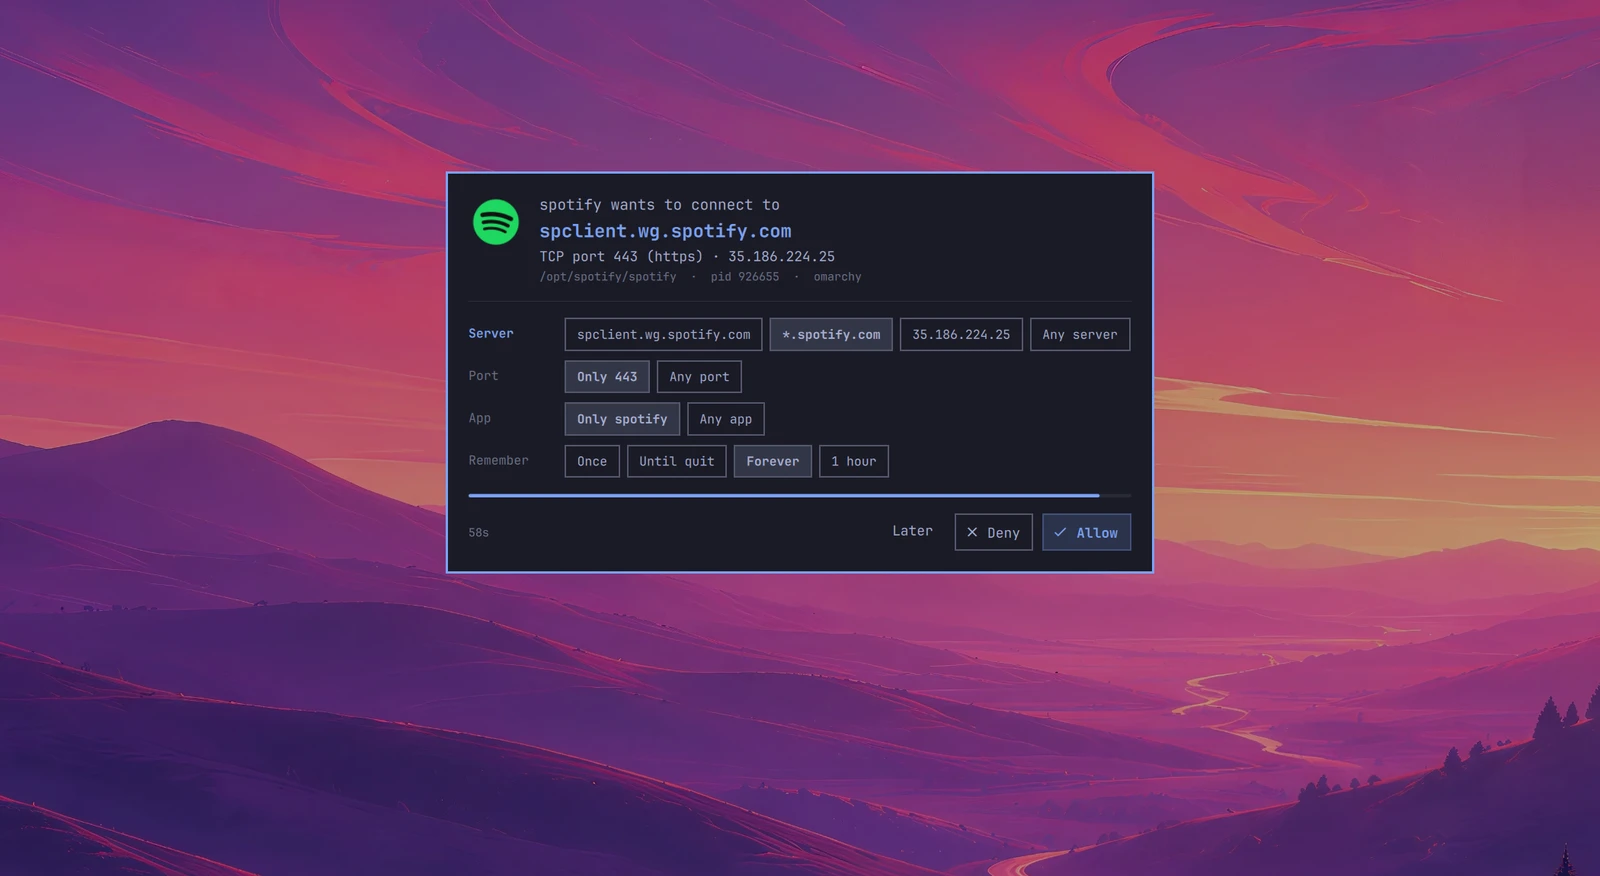 spotify wants to connect to
spclient.wg.spotify.com
TCP port 443 (https) · 35.186.224.25
/opt/spotify/spotify · pid 926655 · omarchy
Server spclient.wg.spotify.com *.spotify.com 35.186.224.25 Any server
Port Only 443 Any port
App Only spotify Any app
Remember Once Until quit Forever 1 hour
58s Later ✕ Deny ✓ Allow